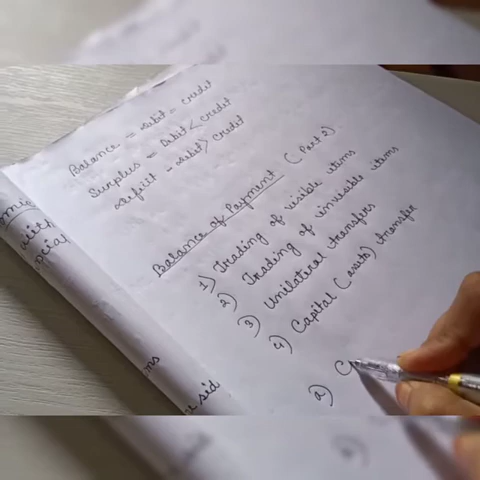 Balance = debit = credit
Surplus = Debit < credit
deficit = debit > credit
Balance of Payment (Part 2)
1) Trading of visible items
2) Trading of invisible items
3) Unilateral transfers
4) Capital (assets) transfer
a) C